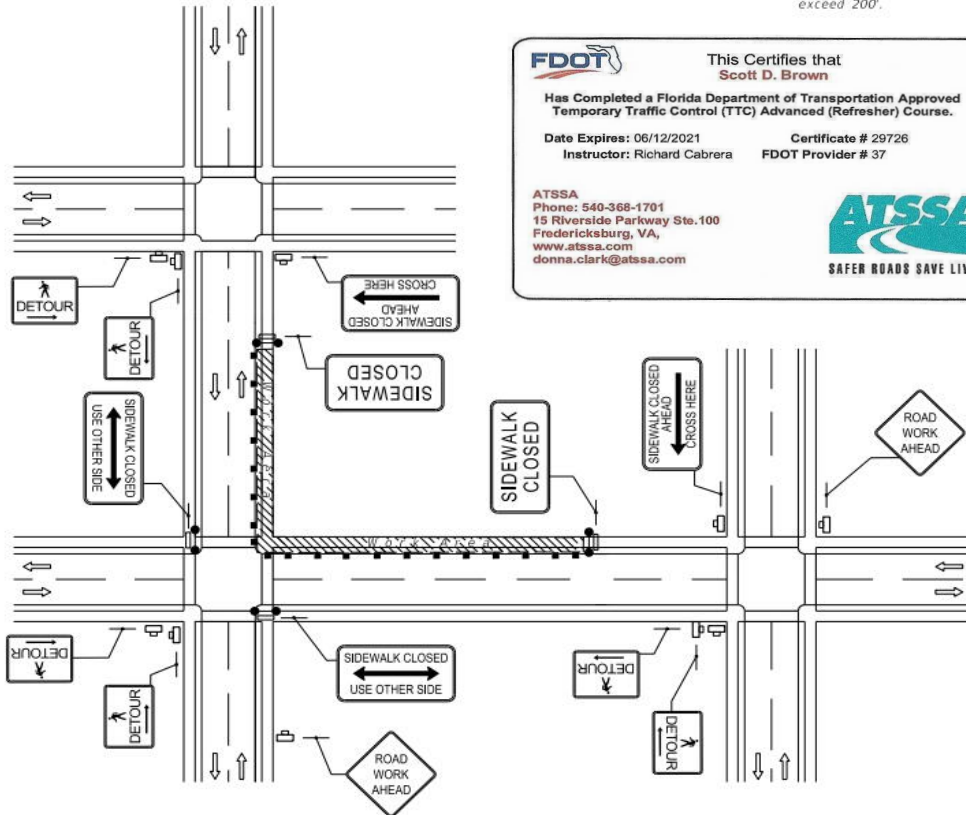 exceed 200'.
FDOT
This Certifies that
Scott D. Brown
Has Completed a Florida Department of Transportation Approved
Temporary Traffic Control (TTC) Advanced (Refresher) Course.
Date Expires: 06/12/2021
Certificate # 29726
Instructor: Richard Cabrera
FDOT Provider # 37
ATSSA
Phone: 540-368-1701
15 Riverside Parkway Ste.100
Fredericksburg, VA,
www.atssa.com
donna.clark@atssa.com
ATSSA
SAFER ROADS SAVE LIV
DETOUR
DETOUR
SIDEWALK CLOSED
AHEAD
CROSS HERE
SIDEWALK
CLOSED
SIDEWALK CLOSED
USE OTHER SIDE
Work Area
SIDEWALK
CLOSED
SIDEWALK CLOSED
AHEAD
CROSS HERE
ROAD
WORK
AHEAD
Work Area
DETOUR
DETOUR
SIDEWALK CLOSED
USE OTHER SIDE
DETOUR
DETOUR
ROAD
WORK
AHEAD